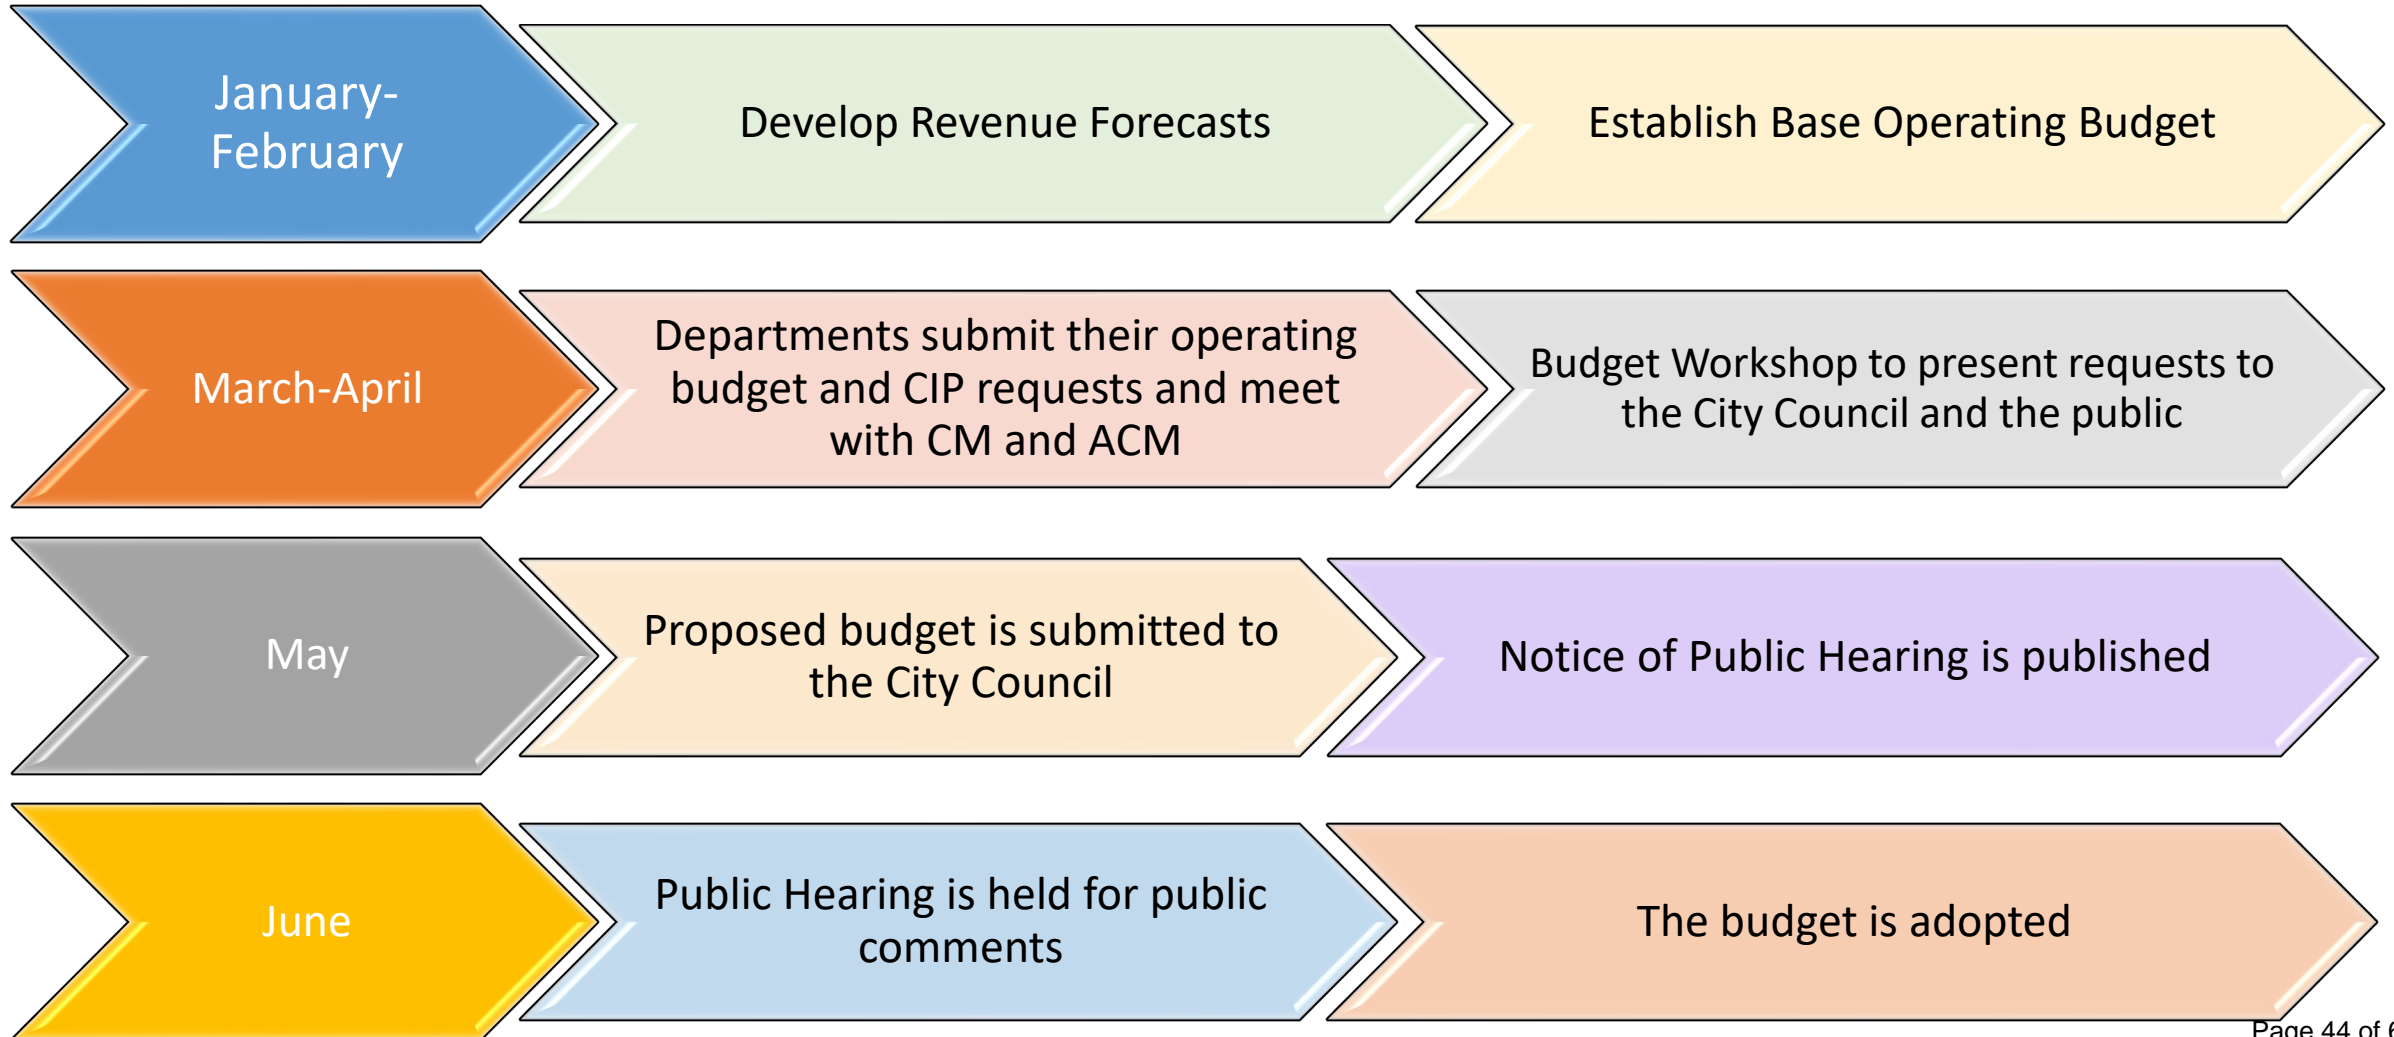 January-
February
Develop Revenue Forecasts
Establish Base Operating Budget
March-April
Departments submit their operating
budget and CIP requests and meet
with CM and ACM
Budget Workshop to present requests to
the City Council and the public
May
Proposed budget is submitted to
the City Council
Notice of Public Hearing is published
June
Public Hearing is held for public
comments
The budget is adopted
Page 44 of